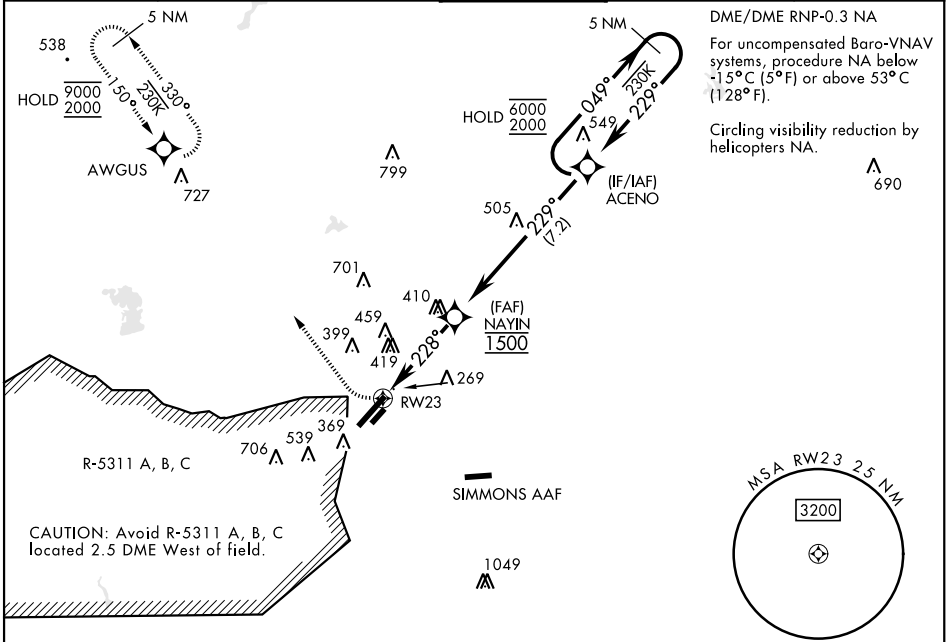 5 NM
538
HOLD 9000 2000
150°
230K
330°
AWGUS
727
799
5 NM
HOLD 6000 2000
049°
230K
229°
549
(IF/IAF)
ACENO
505
229°
(7.2)
DME/DME RNP-0.3 NA
For uncompensated Baro-VNAV
systems, procedure NA below
-15°C (5°F) or above 53°C
(128°F).
Circling visibility reduction by
helicopters NA.
690
701
410
459
399
419
(FAF)
NAYIN
1500
228°
269
RW23
369
539
706
R-5311 A, B, C
CAUTION: Avoid R-5311 A, B, C
located 2.5 DME West of field.
SIMMONS AAF
1049
MSA RW23 25 NM
3200